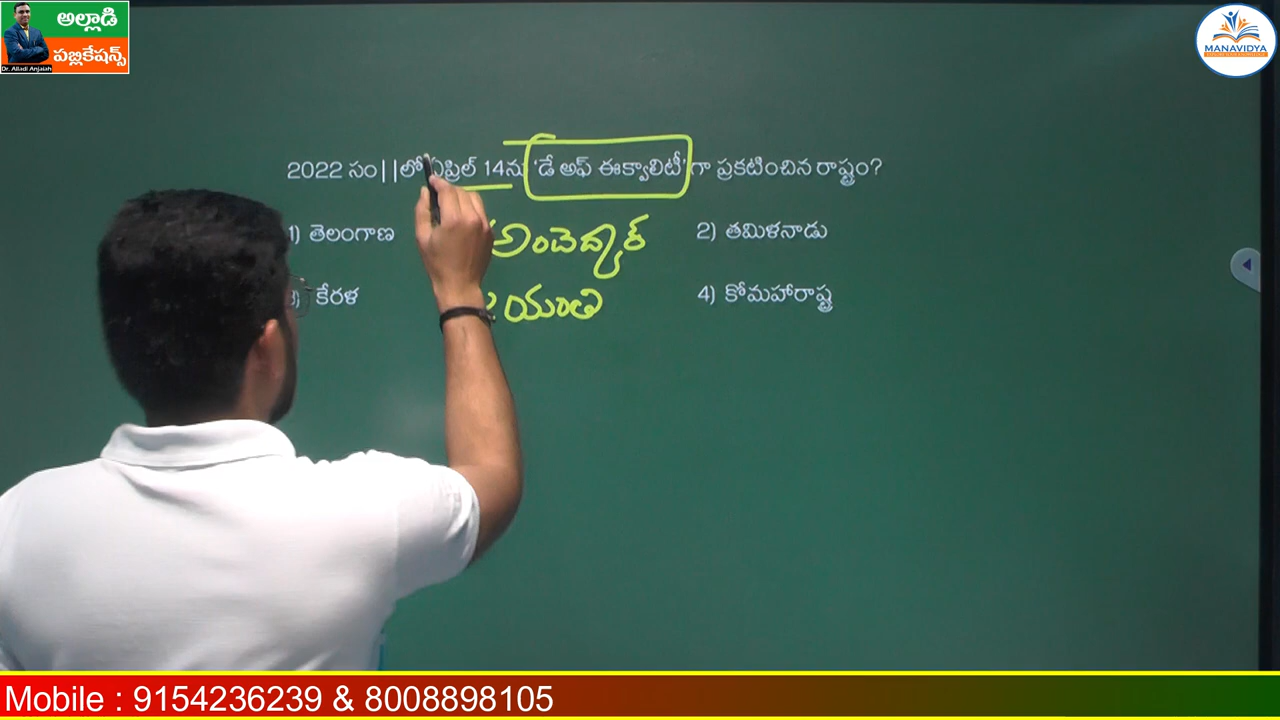 అల్లాడి
పబ్లికేషన్స్
Dr. Alladi Anjaiah
MANAVIDYA
2022 సం||లో ఏప్రిల్ 14ను 'డే అఫ్ ఈక్వాలిటీ'గా ప్రకటించిన రాష్ట్రం?
1) తెలంగాణ
2) తమిళనాడు
అంబెద్కార్
3) కేరళ
4) కోమహారాష్ట్ర
జయంతి
Mobile : 9154236239 & 8008898105